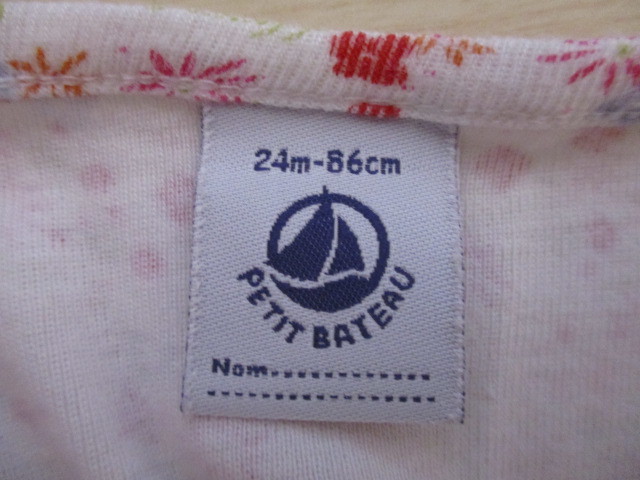 24m-86cm
PETIT BATEAU
Nom..............
....................